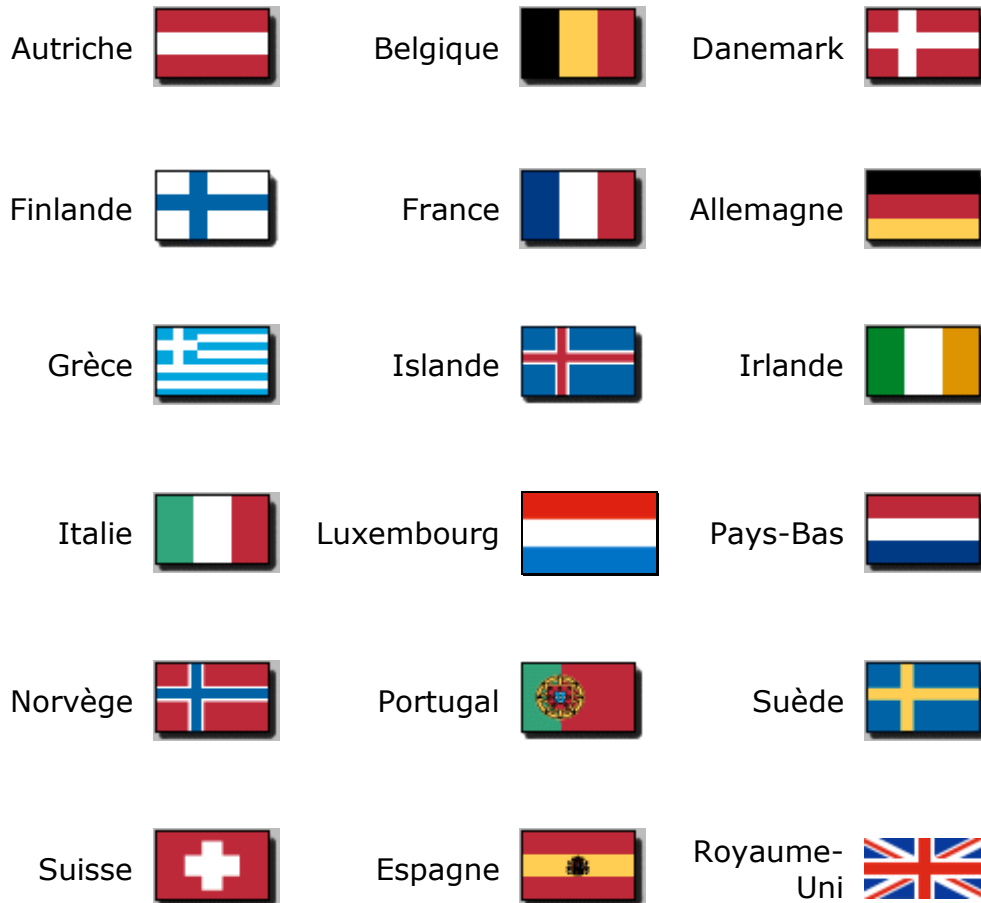 Autriche
Belgique
Danemark
Finlande
France
Allemagne
Grèce
Islande
Irlande
Italie
Luxembourg
Pays-Bas
Norvège
Portugal
Suède
Suisse
Espagne
Royaume-
Uni